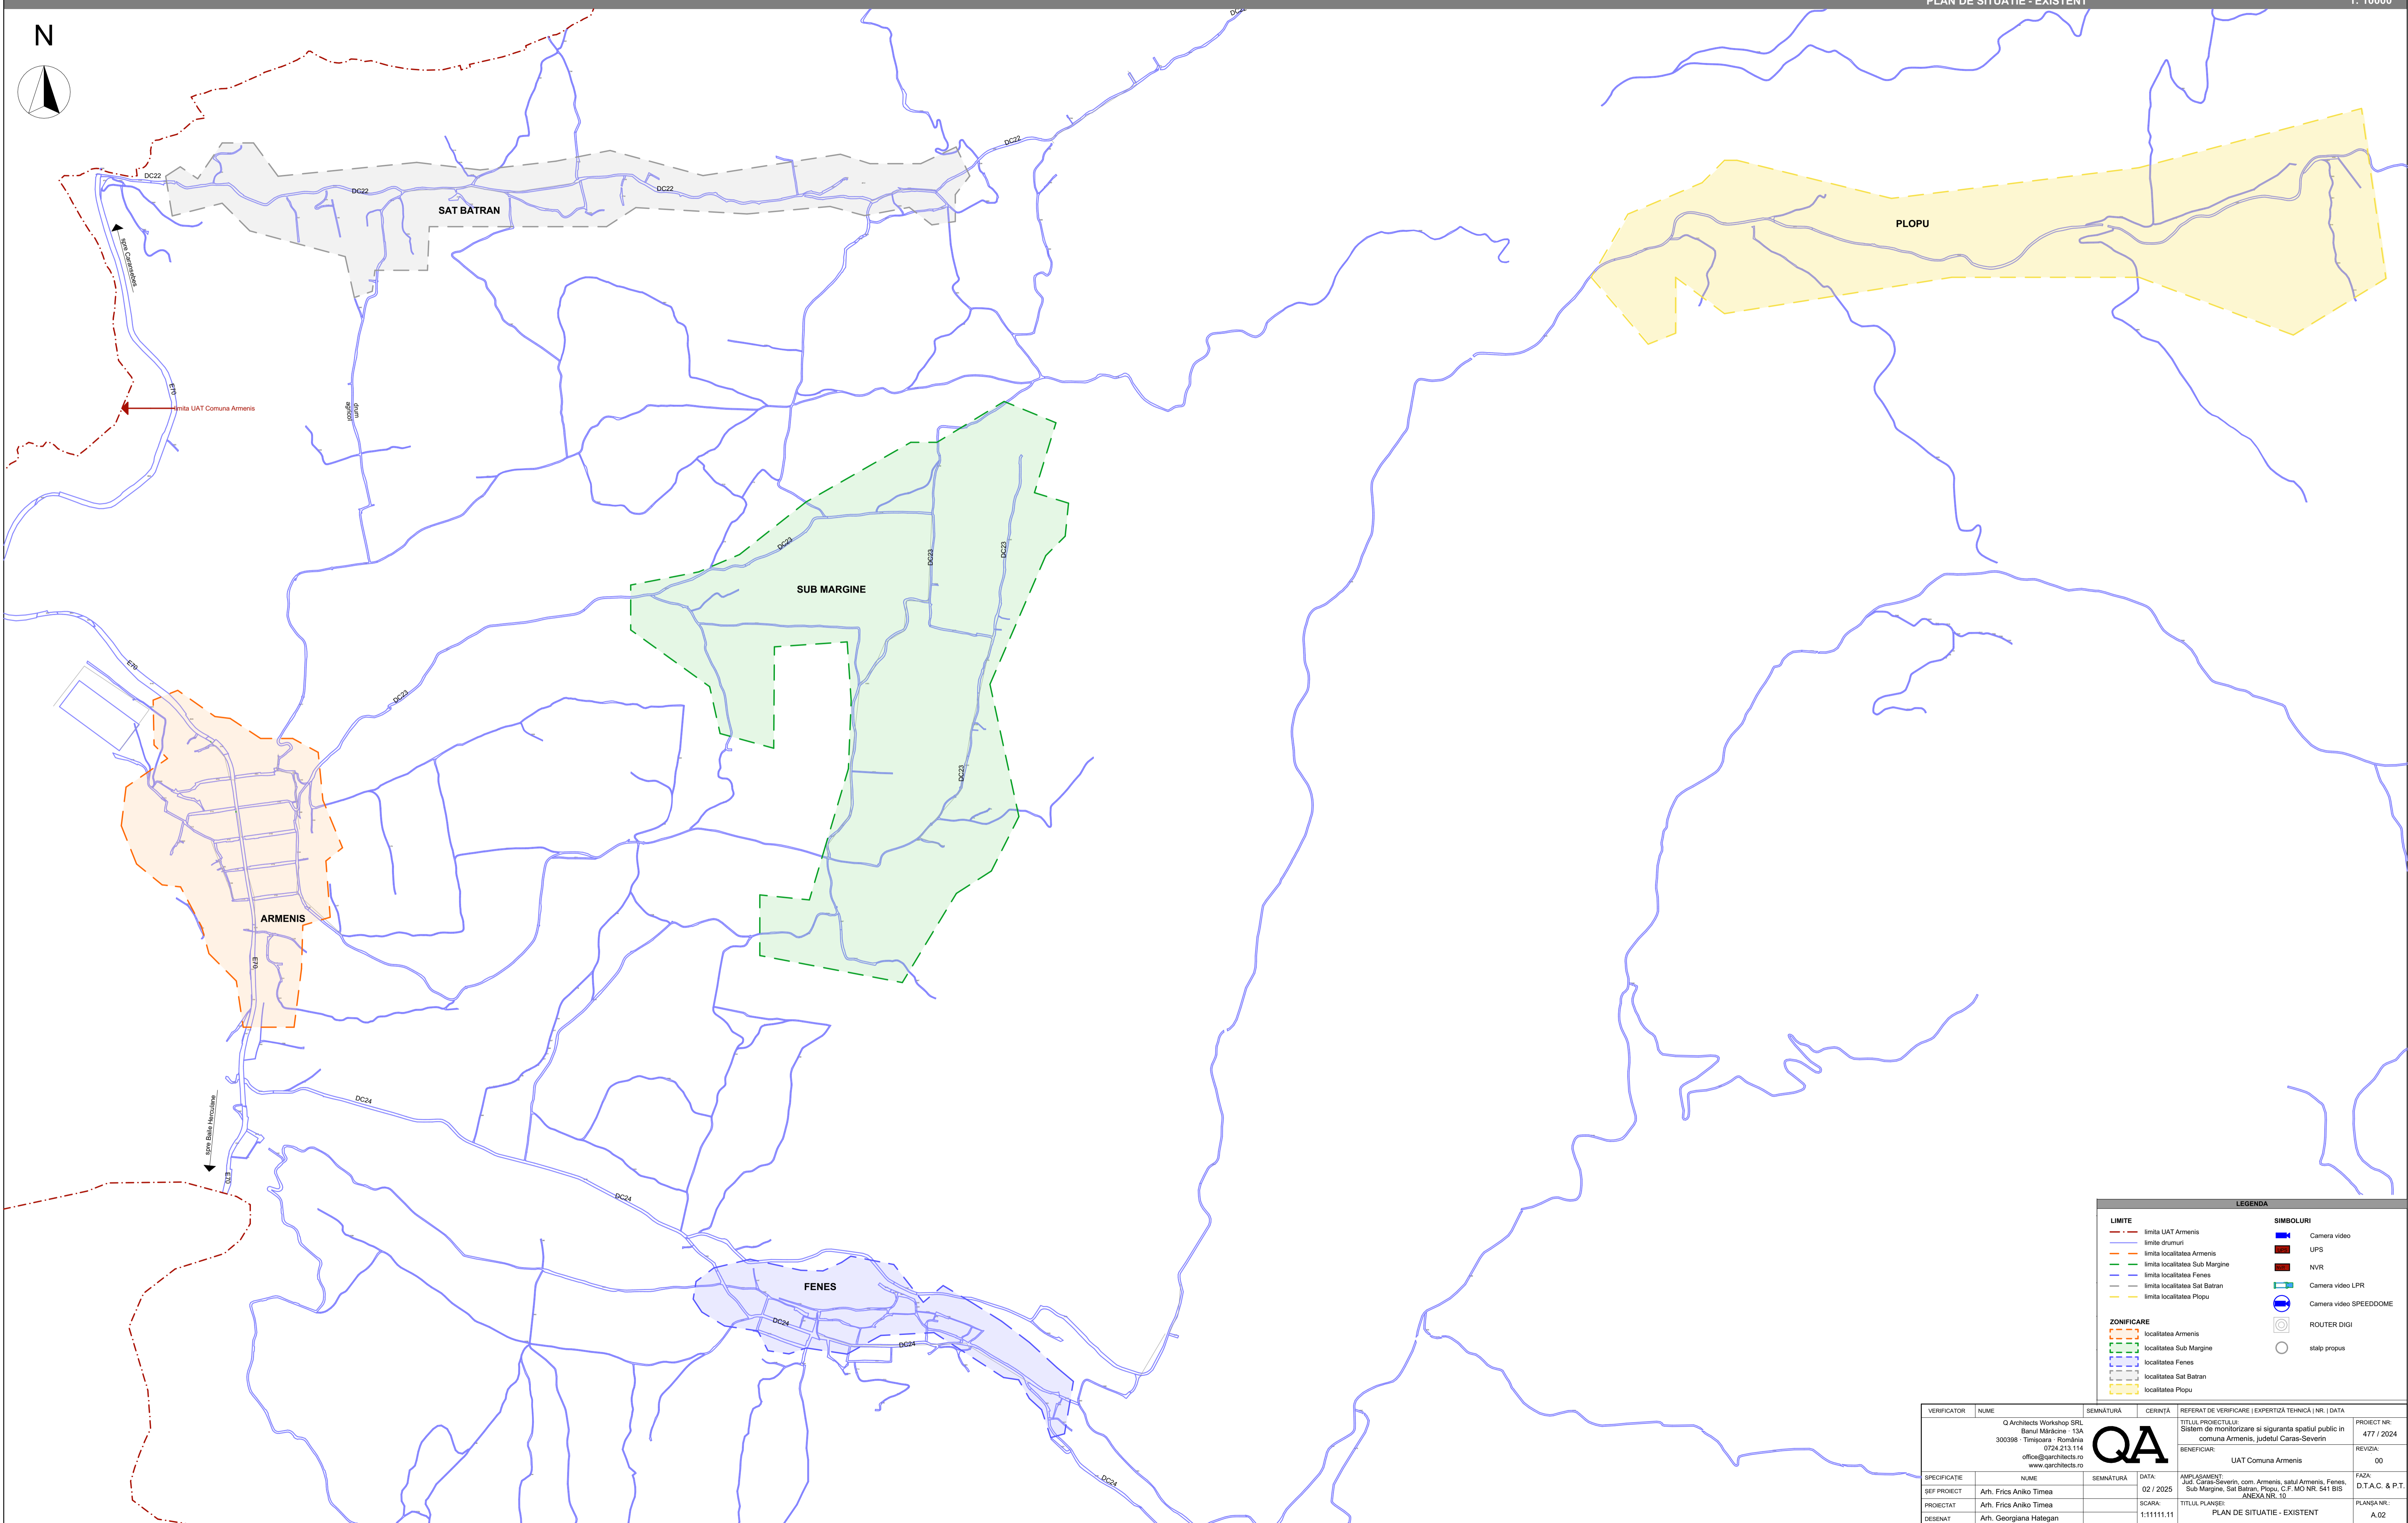 PLAN DE SITUATIE - EXISTENT
1: 10000
N
DC22
DC22
DC22
DC22
DC22
SAT BATRAN
PLOPU
spre Caransebes
E70
limita UAT Comuna Armenis
drum
agricol
DC23
DC23
DC23
SUB MARGINE
E70
DC23
DC23
ARMENIS
E70
DC24
spre Baile Herculane
E70
DC24
FENES
DC24
DC24
DC24
LEGENDA
LIMITE
limita UAT Armenis
limite drumuri
limita localitatea Armenis
limita localitatea Sub Margine
limita localitatea Fenes
limita localitatea Sat Batran
limita localitatea Plopu
ZONIFICARE
localitatea Armenis
localitatea Sub Margine
localitatea Fenes
localitatea Sat Batran
localitatea Plopu
SIMBOLURI
Camera video
UPS
NVR
Camera video LPR
Camera video SPEEDDOME
ROUTER DIGI
stalp propus
VERIFICATOR
NUME
SEMNĂTURĂ
CERINȚĂ
REFERAT DE VERIFICARE | EXPERTIZĂ TEHNICĂ | NR. | DATA
Q Architects Workshop SRL
Banul Mărăcine · 13A
300398 · Timișoara · România
0724.213.114
office@qarchitects.ro
www.qarchitects.ro
QA
TITLUL PROIECTULUI:
Sistem de monitorizare si siguranta spatiul public in
comuna Armenis, judetul Caras-Severin
PROIECT NR:
477 / 2024
BENEFICIAR:
UAT Comuna Armenis
REVIZIA:
00
SPECIFICAȚIE
NUME
SEMNĂTURĂ
DATA:
02 / 2025
AMPLASAMENT:
Jud. Caras-Severin, com. Armenis, satul Armenis, Fenes,
Sub Margine, Sat Batran, Plopu, C.F. MO NR. 541 BIS
ANEXA NR. 10
FAZA:
D.T.A.C. & P.T.
ȘEF PROIECT
Arh. Frics Aniko Timea
PROIECTAT
Arh. Frics Aniko Timea
DESENAT
Arh. Georgiana Hategan
SCARA:
1:11111.11
TITLUL PLANȘEI:
PLAN DE SITUATIE - EXISTENT
PLANȘA NR.:
A.02